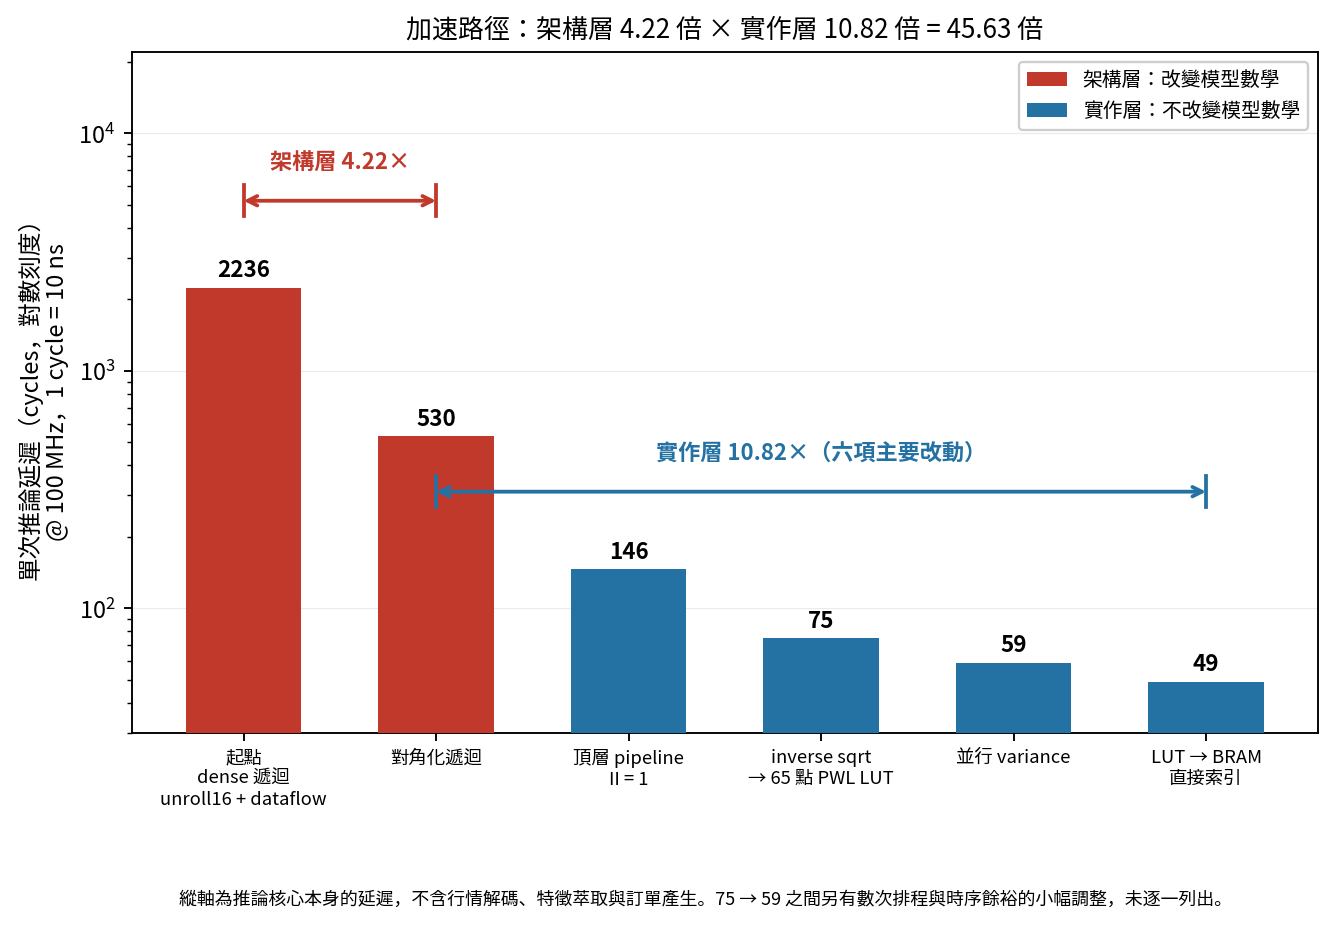 加速路徑：架構層 4.22 倍 × 實作層 10.82 倍 = 45.63 倍
架構層：改變模型數學
實作層：不改變模型數學
單次推論延遲（cycles，對數刻度）
@ 100 MHz，1 cycle = 10 ns
10⁴
10³
10²
架構層 4.22×
2236
530
實作層 10.82×（六項主要改動）
146
75
59
49
起點
dense 遞迴
unroll16 + dataflow
對角化遞迴
頂層 pipeline
II = 1
inverse sqrt
→ 65 點 PWL LUT
並行 variance
LUT → BRAM
直接索引
縱軸為推論核心本身的延遲，不含行情解碼、特徵萃取與訂單產生。75 → 59 之間另有數次排程與時序餘裕的小幅調整，未逐一列出。